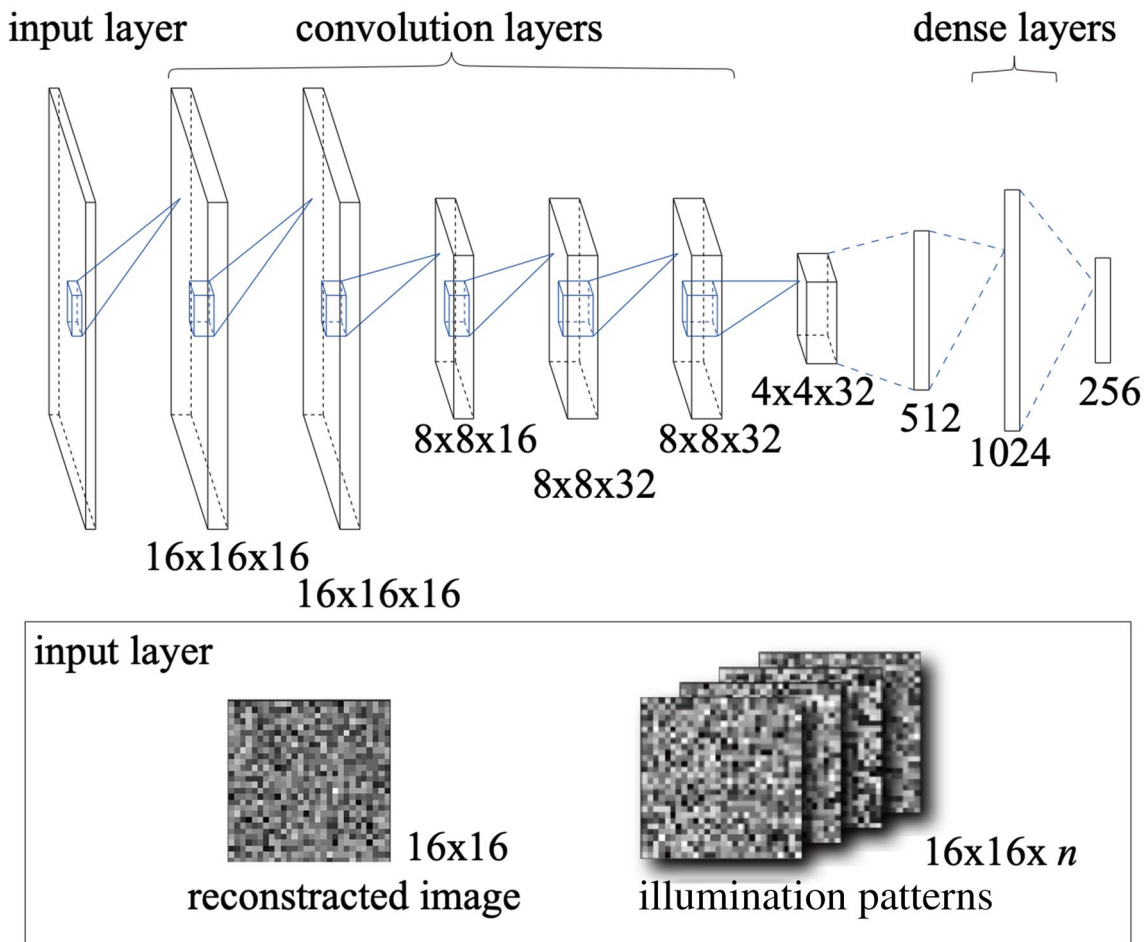 input layer
convolution layers
dense layers
16x16x16
16x16x16
8x8x16
8x8x32
8x8x32
4x4x32
512
1024
256
input layer
16x16
reconstracted image
16x16x n
illumination patterns